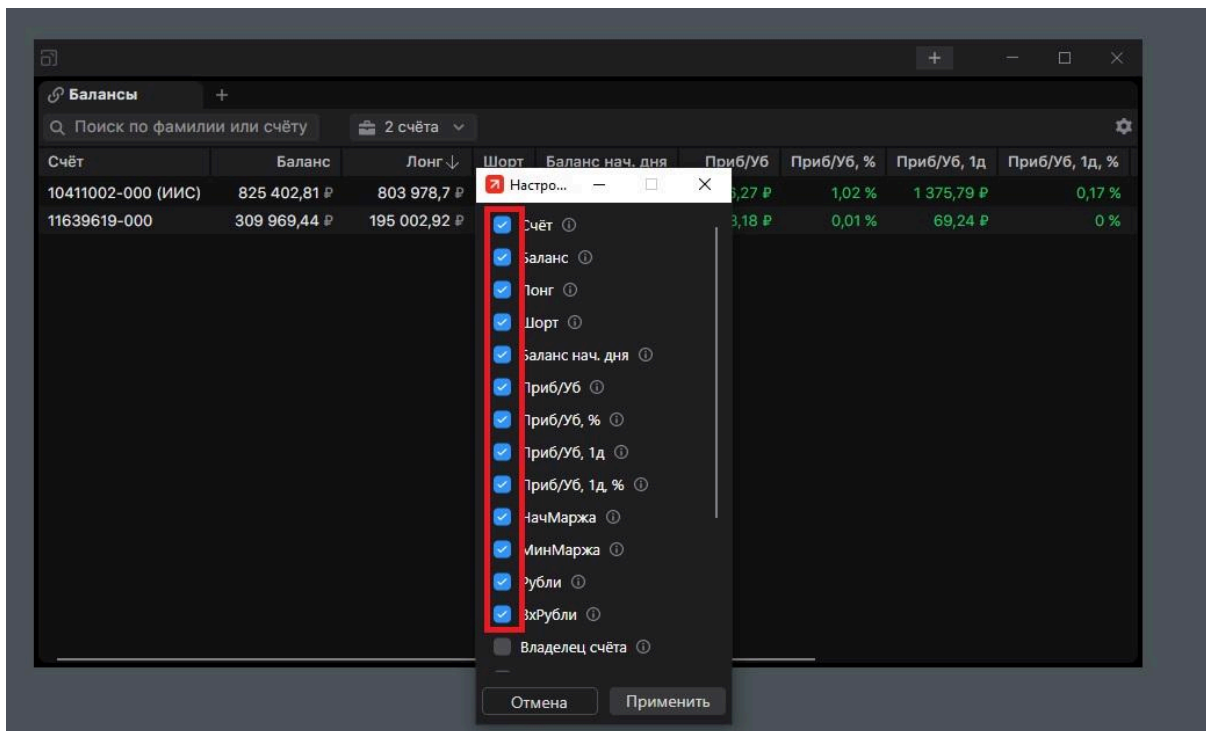 Балансы
Поиск по фамилии или счёту 2 счёта
Счёт Баланс Лонг Шорт Баланс нач. дня Приб/Уб Приб/Уб, % Приб/Уб, 1д Приб/Уб, 1д, %
10411002-000 (ИИС) 825 402,81 ₽ 803 978,7 ₽ 6,27 ₽ 1,02 % 1 375,79 ₽ 0,17 %
11639619-000 309 969,44 ₽ 195 002,92 ₽ 3,18 ₽ 0,01 % 69,24 ₽ 0 %
Настро...
Счёт
Баланс
Лонг
Шорт
Баланс нач. дня
Приб/Уб
Приб/Уб, %
Приб/Уб, 1д
Приб/Уб, 1д, %
НачМаржа
МинМаржа
Рубли
ВхРубли
Владелец счёта
Отмена Применить